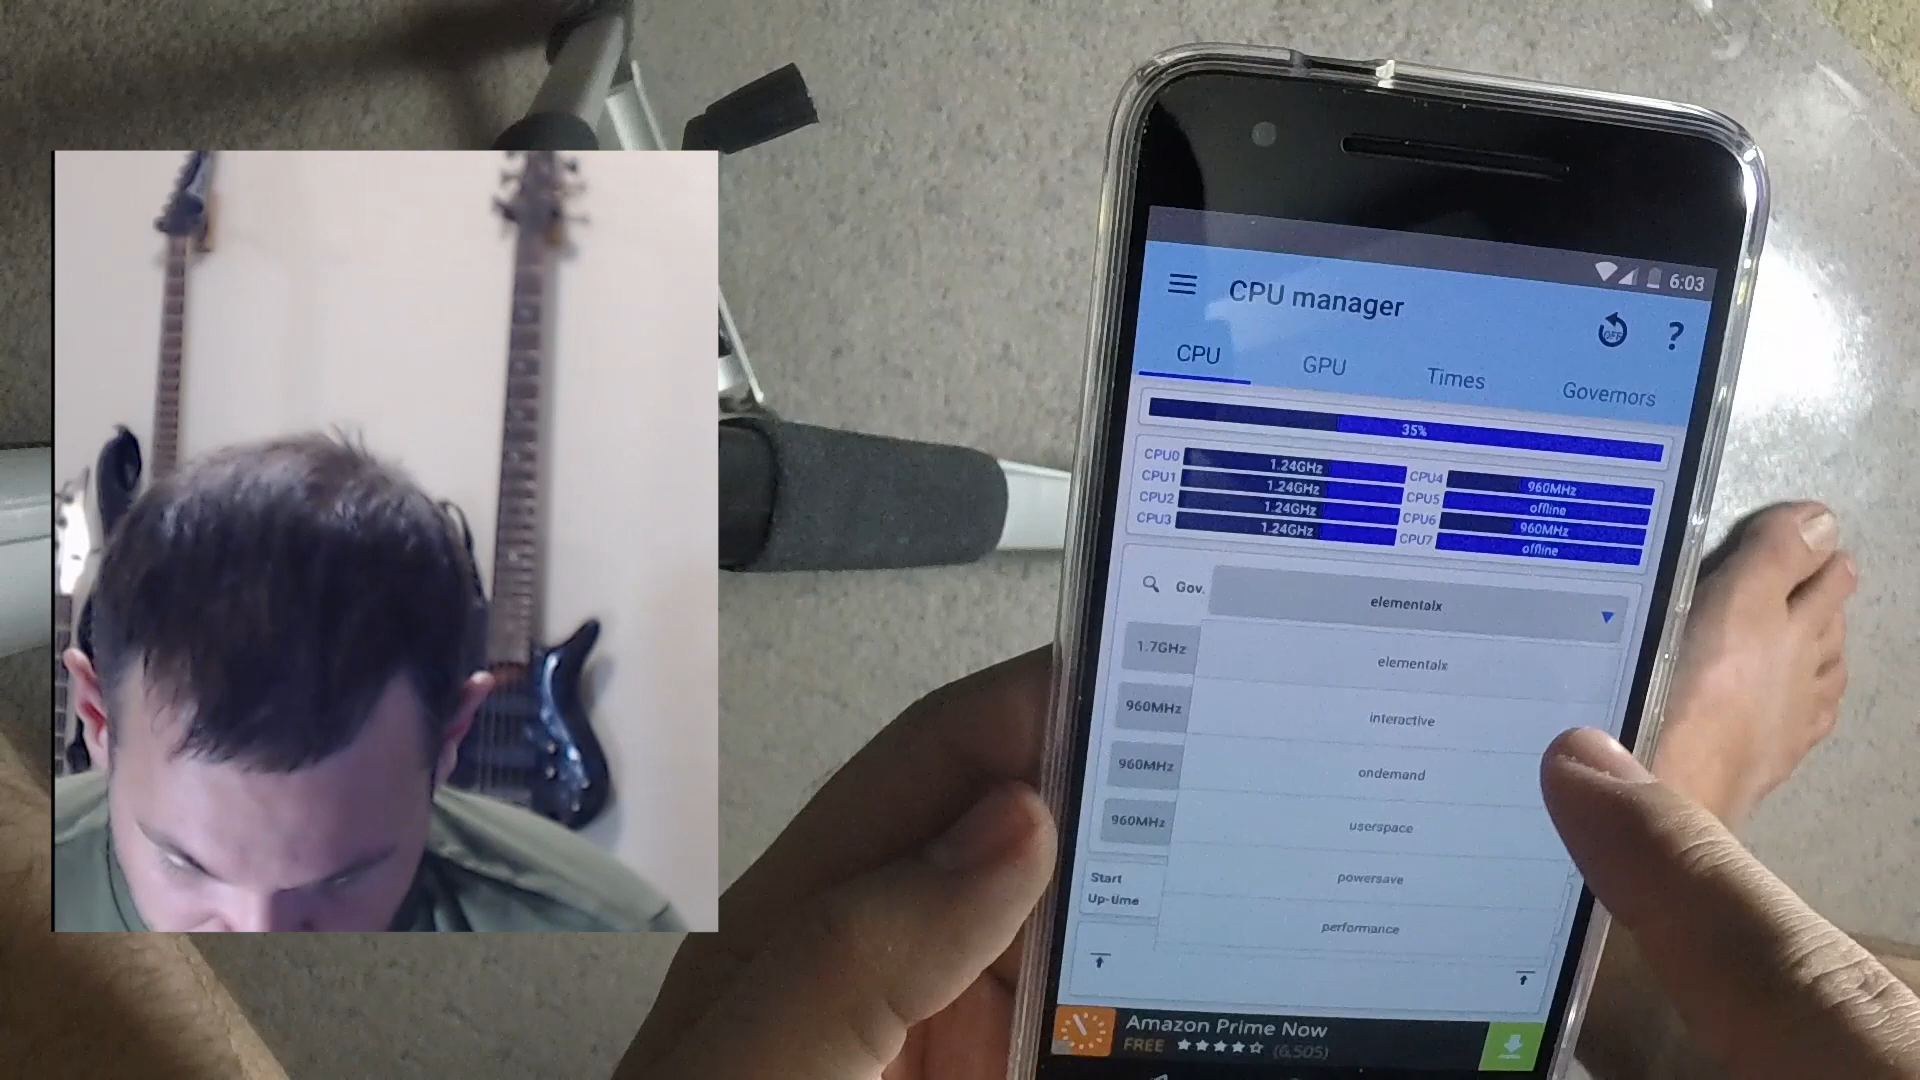 6:03
CPU manager
OFF
?
CPU GPU Times Governors
35%
CPU0 1.24GHz CPU4 960MHz
CPU1 1.24GHz CPU5 offline
CPU2 1.24GHz CPU6 960MHz
CPU3 1.24GHz CPU7 offline
Gov. elementalx
1.7GHz elementalx
960MHz interactive
960MHz ondemand
960MHz userspace
Start powersave
Up-time performance
Amazon Prime Now
FREE (6,505)